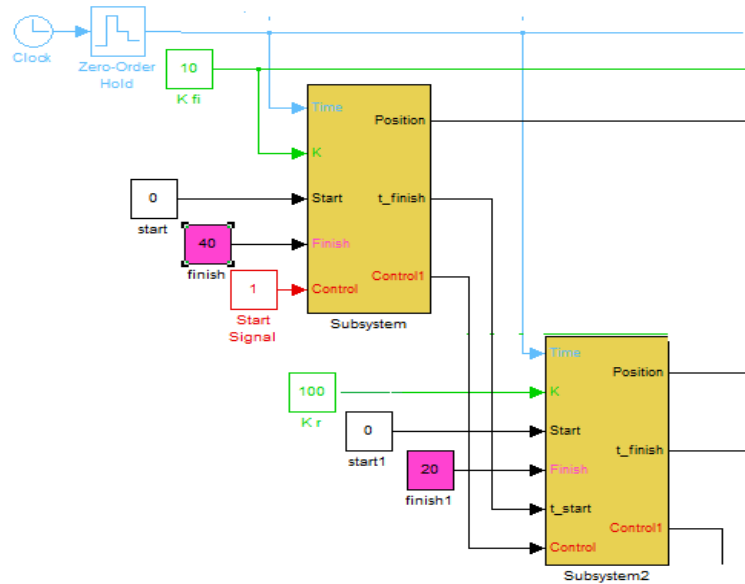 Clock
Zero-Order
Hold
10
K fi
Time
Position
K
0
start
Start
t_finish
40
finish
Finish
1
Start
Signal
Control
Control1
Subsystem
Time
Position
100
K r
K
0
start1
Start
t_finish
20
finish1
Finish
t_start
Control1
Control
Subsystem2